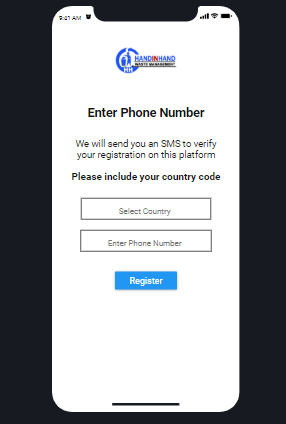 9:41 AM
HANDINHAND
WASTE MANAGEMENT
HIH
Enter Phone Number
We will send you an SMS to verify
your registration on this platform
Please include your country code
Select Country
Enter Phone Number
Register